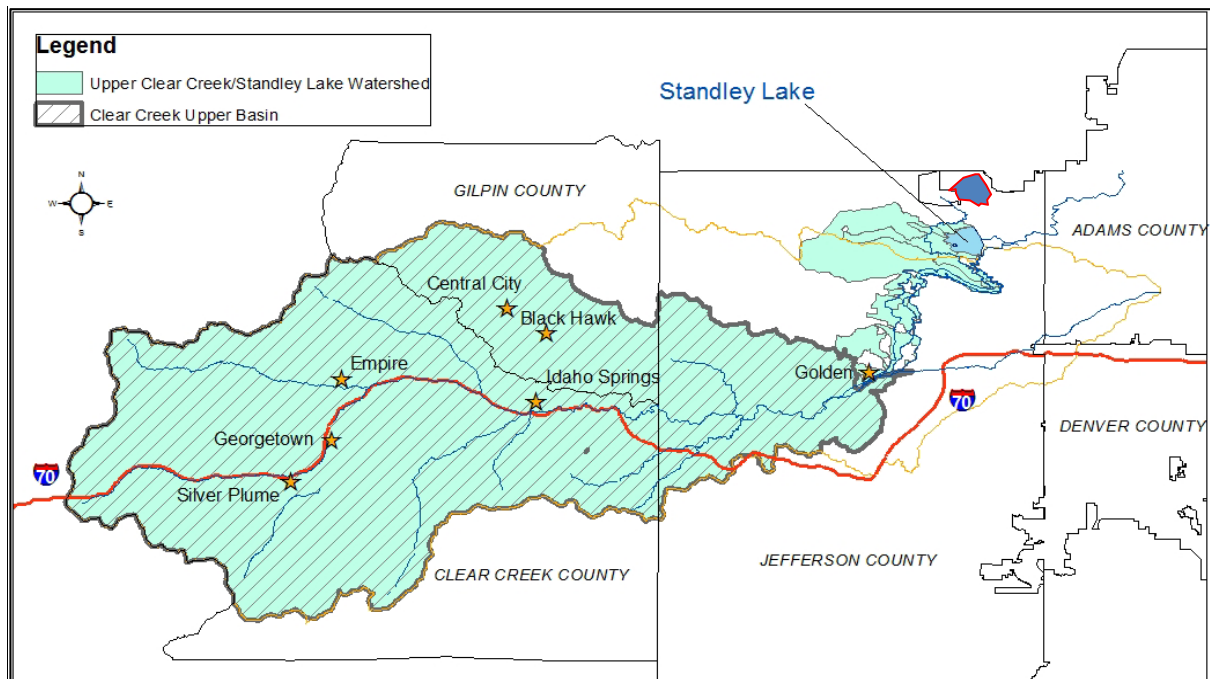 Legend
Upper Clear Creek/Standley Lake Watershed
Clear Creek Upper Basin
Standley Lake
N
W
E
S
GILPIN COUNTY
ADAMS COUNTY
Central City
Black Hawk
Empire
Idaho Springs
Golden
70
Georgetown
DENVER COUNTY
70
Silver Plume
JEFFERSON COUNTY
CLEAR CREEK COUNTY